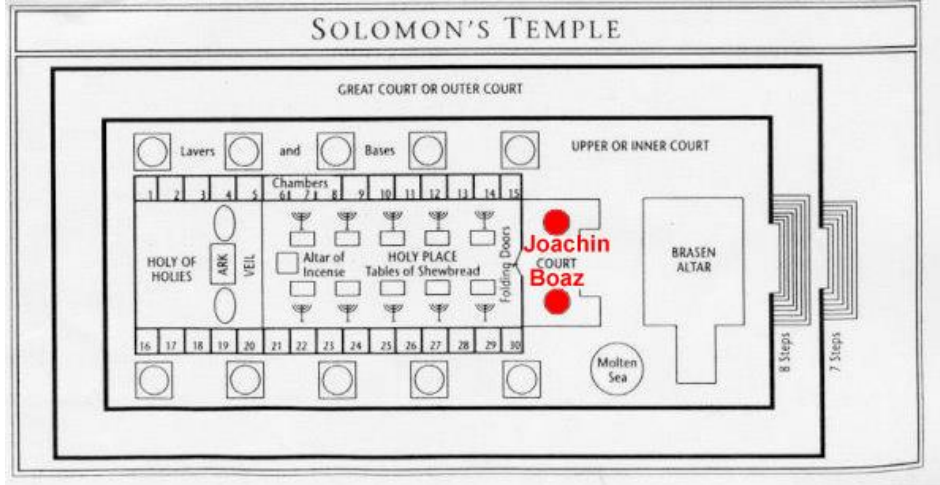 SOLOMON'S TEMPLE
GREAT COURT OR OUTER COURT
Lavers and Bases
UPPER OR INNER COURT
Chambers
1 2 3 4 5 6 7 8 9 10 11 12 13 14 15
HOLY OF
HOLIES
ARK
VEIL
Altar of
Incense
HOLY PLACE
Tables of Shewbread
Folding Doors
Joachin
COURT
Boaz
BRASEN
ALTAR
16 17 18 19 20 21 22 23 24 25 26 27 28 29 30
Molten
Sea
8 Steps
7 Steps